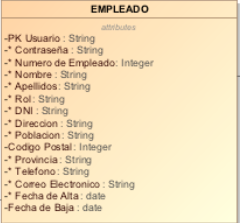 EMPLEADO
attributes
-PK Usuario : String
-* Contraseña : String
-* Numero de Empleado: Integer
-* Nombre : String
-* Apellidos: String
-* Rol: String
-* DNI : String
-* Direccion : String
-* Poblacion : String
-Codigo Postal : Integer
-* Provincia : String
-* Telefono : String
-* Correo Electronico : String
-* Fecha de Alta : date
-Fecha de Baja : date